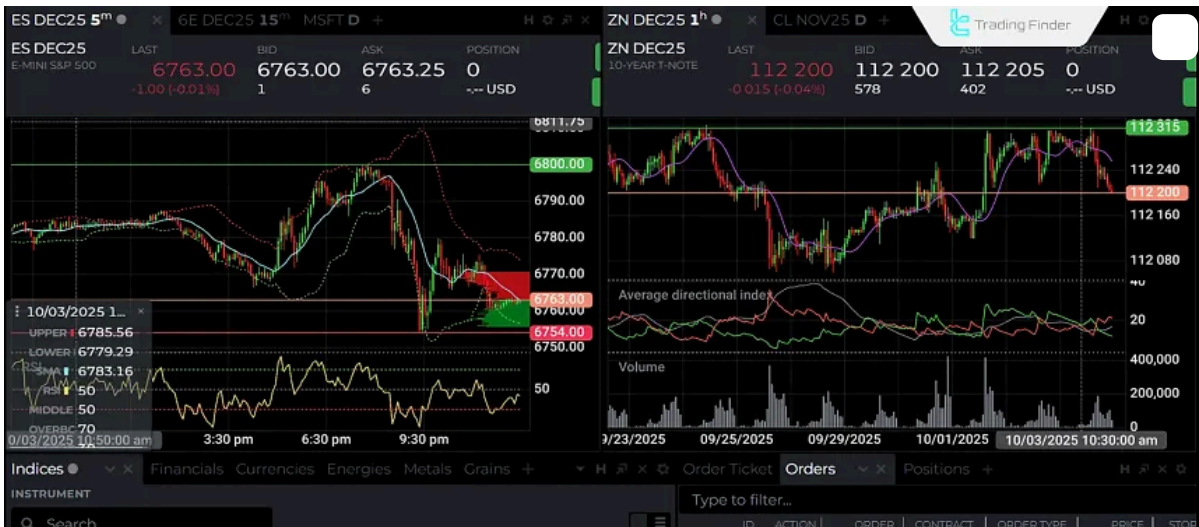 ES DEC25 5m
6E DEC25 15m MSFT D +
ZN DEC25 1h
CL NOV25 D +
Trading Finder
ES DEC25
E-MINI S&P 500
LAST
6763.00
-1.00 (-0.01%)
BID
6763.00
1
ASK
6763.25
6
POSITION
0
-.-- USD
ZN DEC25
10-YEAR T-NOTE
LAST
112 200
-0 015 (-0.04%)
BID
112 200
578
ASK
112 205
402
POSITION
0
-.-- USD
6811.75
6800.00
6790.00
6780.00
6770.00
6763.00
6754.00
6750.00
50
10/03/2025 1...
UPPER 6785.56
LOWER 6779.29
SMA 6783.16
RSI 50
MIDDLE 50
OVERBC 70
0/03/2025 10:50:00 am
3:30 pm
6:30 pm
9:30 pm
112 315
112 240
112 200
112 160
112 080
Average directional index
40
20
Volume
400,000
200,000
0
9/23/2025
09/25/2025
09/29/2025
10/01/2025
10/03/2025 10:30:00 am
Indices
Financials Currencies Energies Metals Grains +
H
Order Ticket Orders
Positions +
H
INSTRUMENT
Search
Type to filter...
ID ACTION ORDER CONTRACT ORDER TYPE PRICE STOP